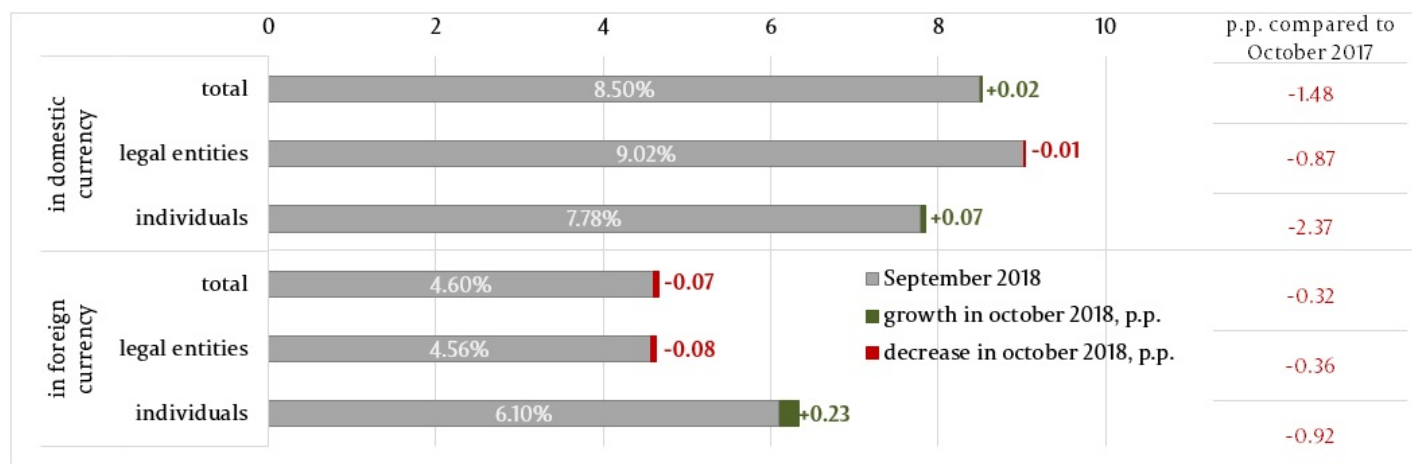 0 2 4 6 8 10
p.p. compared to
October 2017
in domestic
currency
total 8.50% +0.02 -1.48
legal entities 9.02% -0.01 -0.87
individuals 7.78% +0.07 -2.37
in foreign
currency
total 4.60% -0.07 -0.32
legal entities 4.56% -0.08 -0.36
individuals 6.10% +0.23 -0.92
September 2018
growth in october 2018, p.p.
decrease in october 2018, p.p.